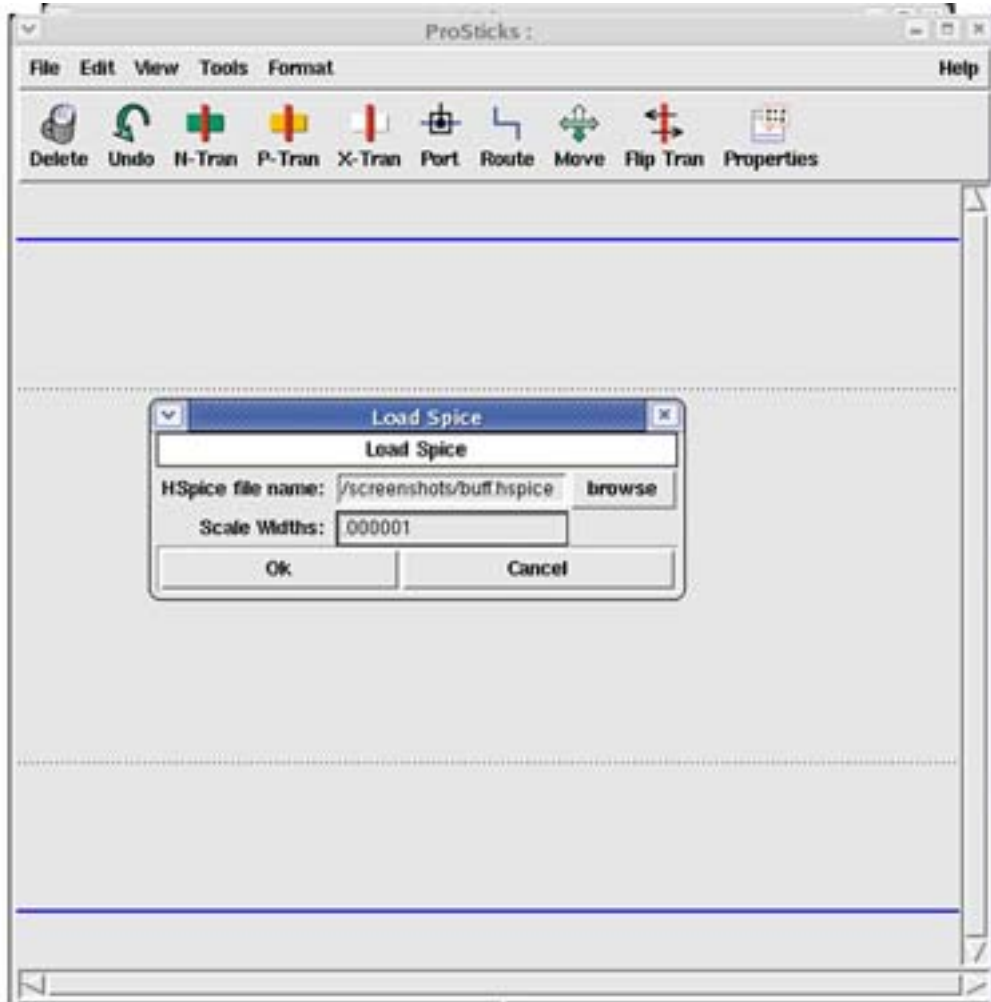 ProSticks :
File Edit View Tools Format Help
Delete Undo N-Tran P-Tran X-Tran Port Route Move Flip Tran Properties
Load Spice
Load Spice
HSpice file name: /screenshots/buff.hspice browse
Scale Widths: .000001
Ok Cancel